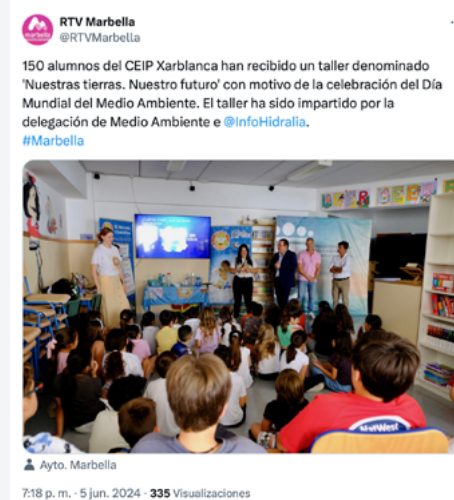 RTV Marbella
@RTVMarbella
150 alumnos del CEIP Xarblanca han recibido un taller denominado
'Nuestras tierras. Nuestro futuro' con motivo de la celebración del Día
Mundial del Medio Ambiente. El taller ha sido impartido por la
delegación de Medio Ambiente e @InfoHidralia.
#Marbella
NatWest
Ayto. Marbella
7:18 p. m. · 5 jun. 2024 · 335 Visualizaciones